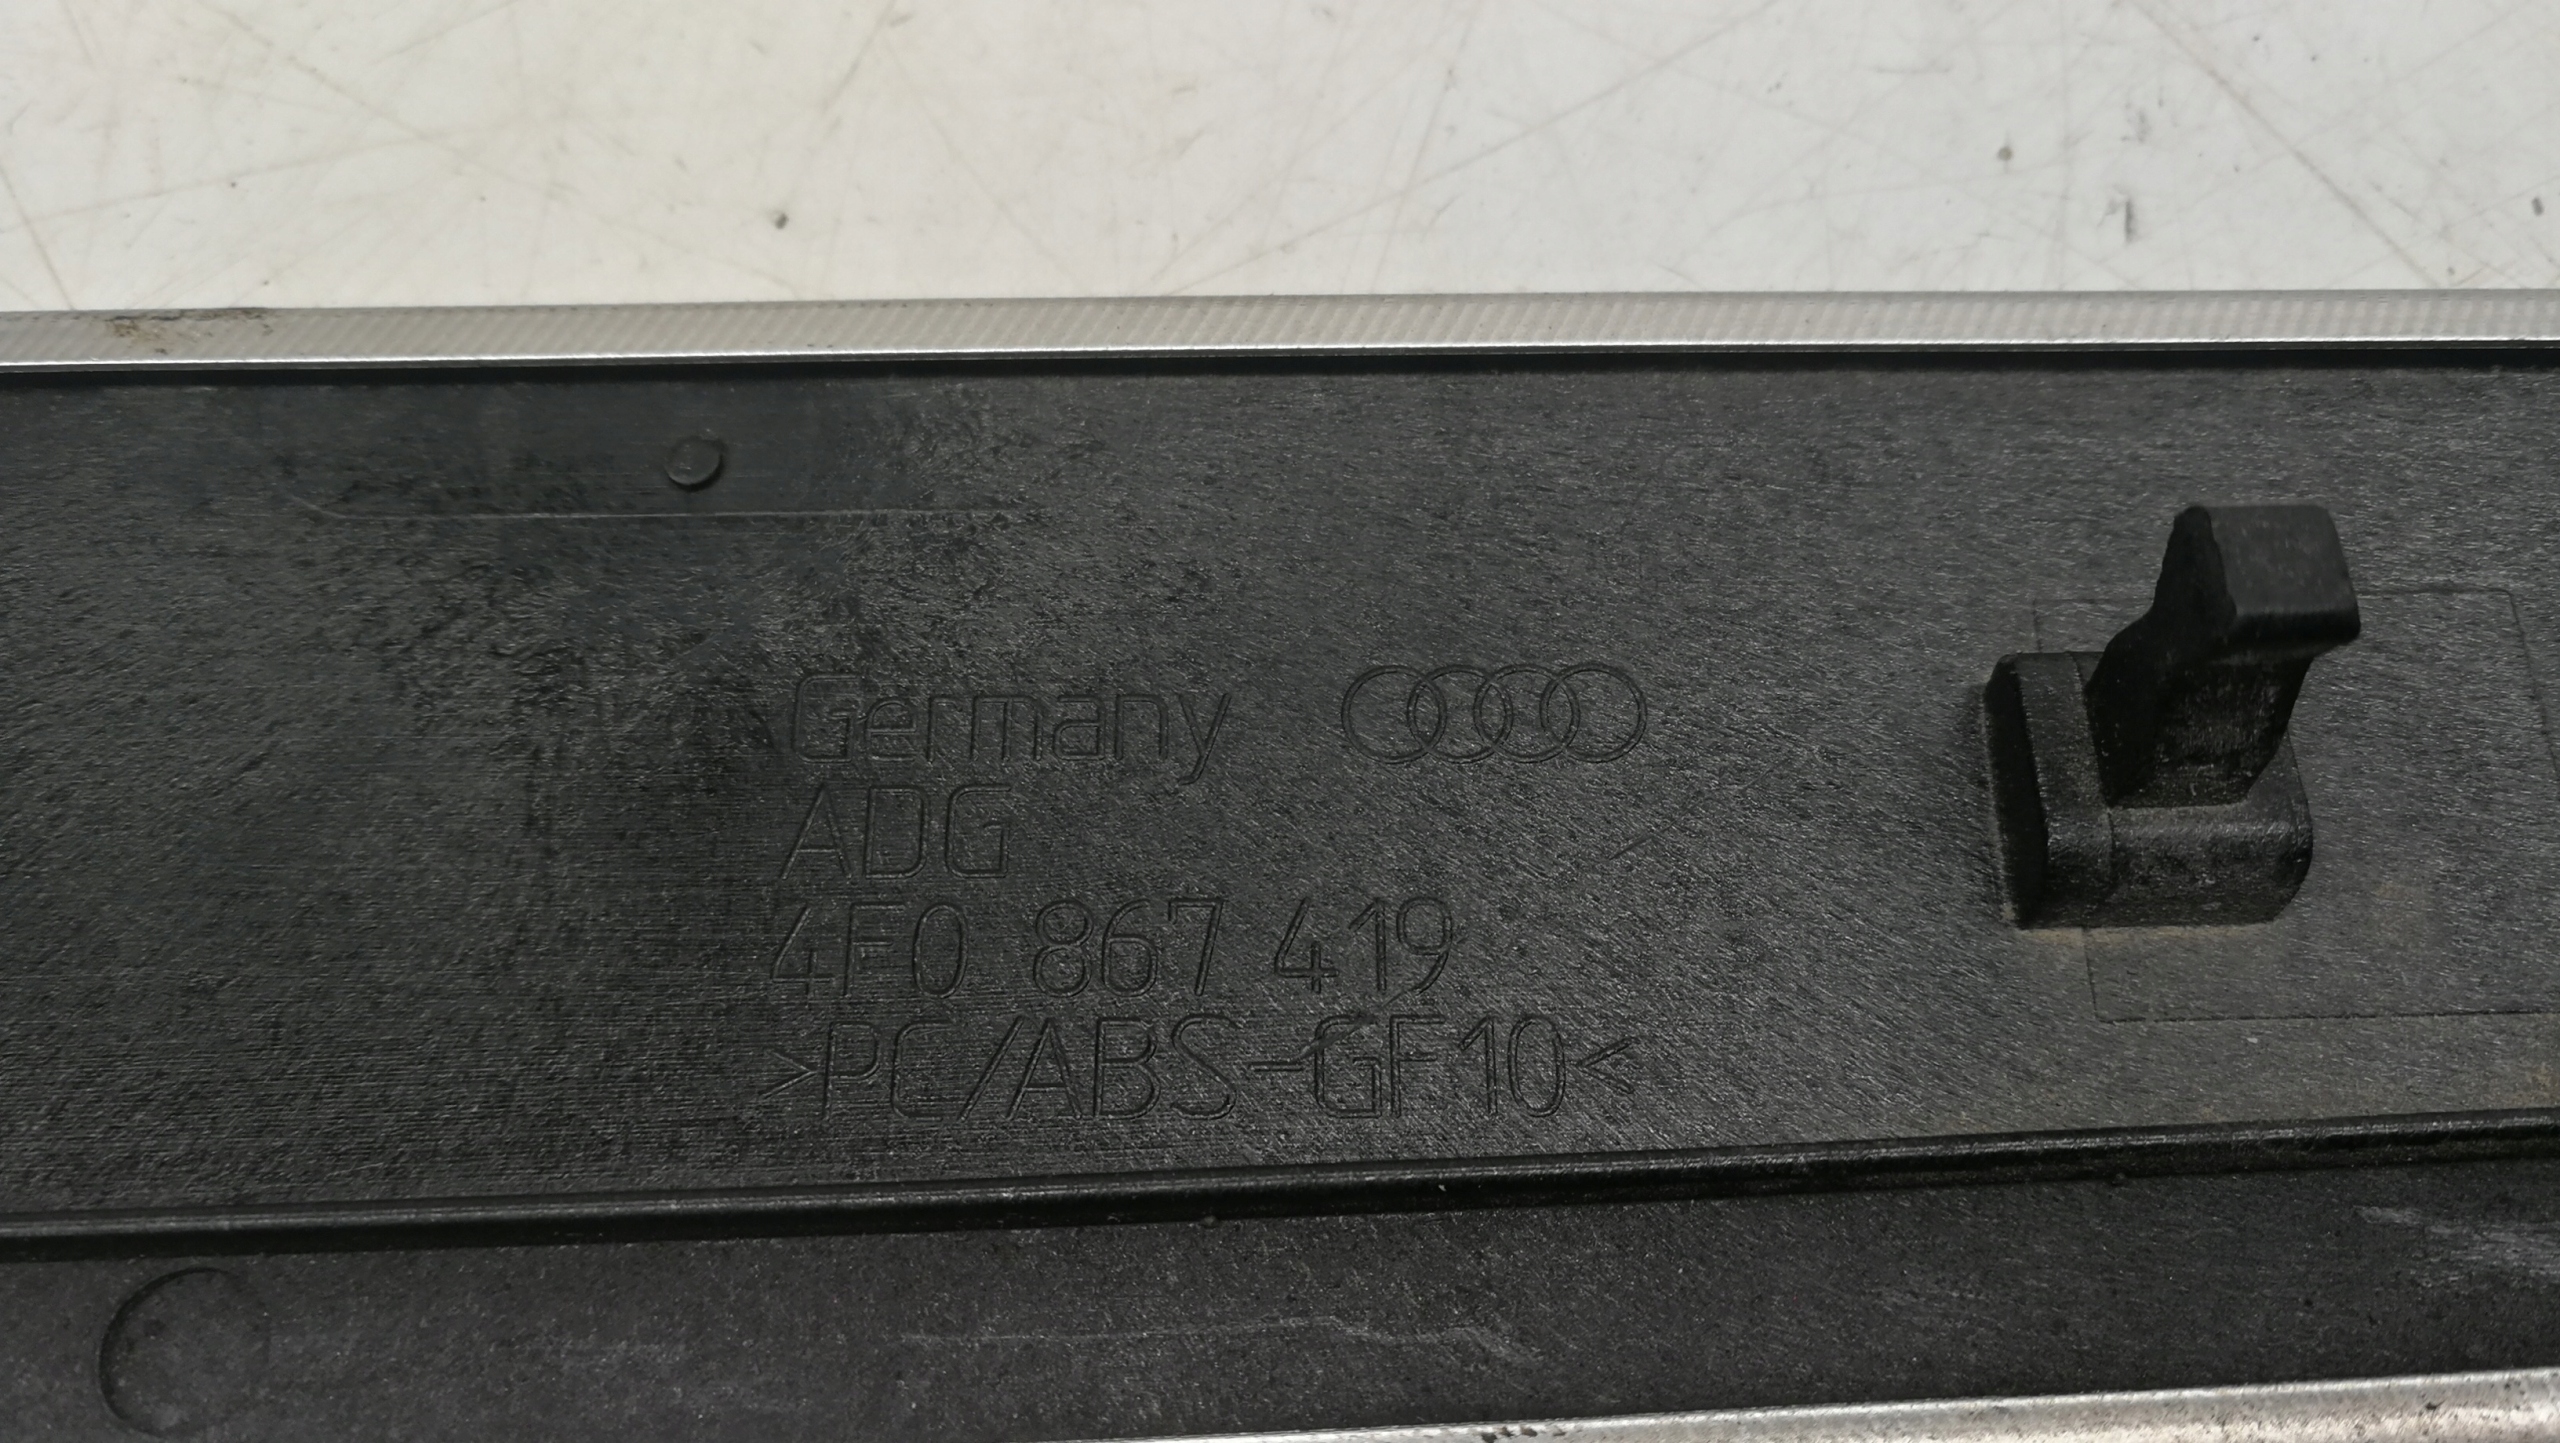 Germany
ADG
4F0 867 419
>PC/ABS-GF10<